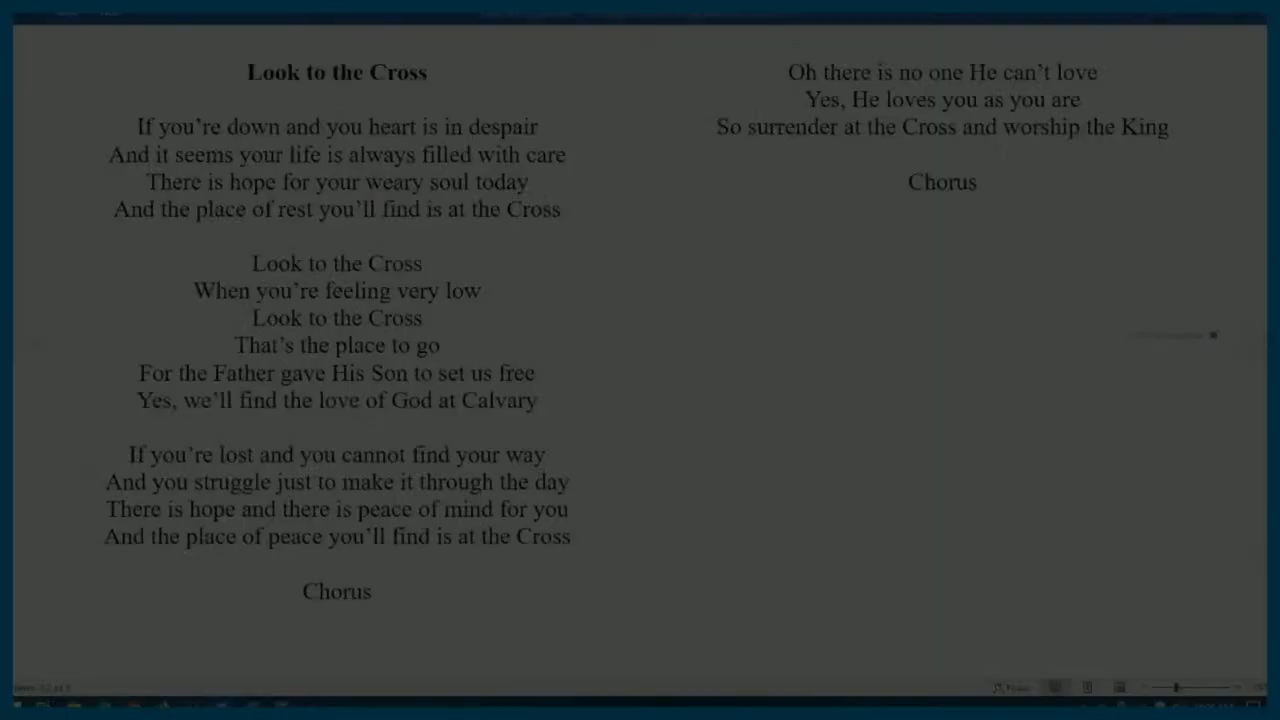 Look to the Cross
If you're down and you heart is in despair
And it seems your life is always filled with care
There is hope for your weary soul today
And the place of rest you'll find is at the Cross
Look to the Cross
When you're feeling very low
Look to the Cross
That's the place to go
For the Father gave His Son to set us free
Yes, we'll find the love of God at Calvary
If you're lost and you cannot find your way
And you struggle just to make it through the day
There is hope and there is peace of mind for you
And the place of peace you'll find is at the Cross
Chorus
Oh there is no one He can't love
Yes, He loves you as you are
So surrender at the Cross and worship the King
Chorus